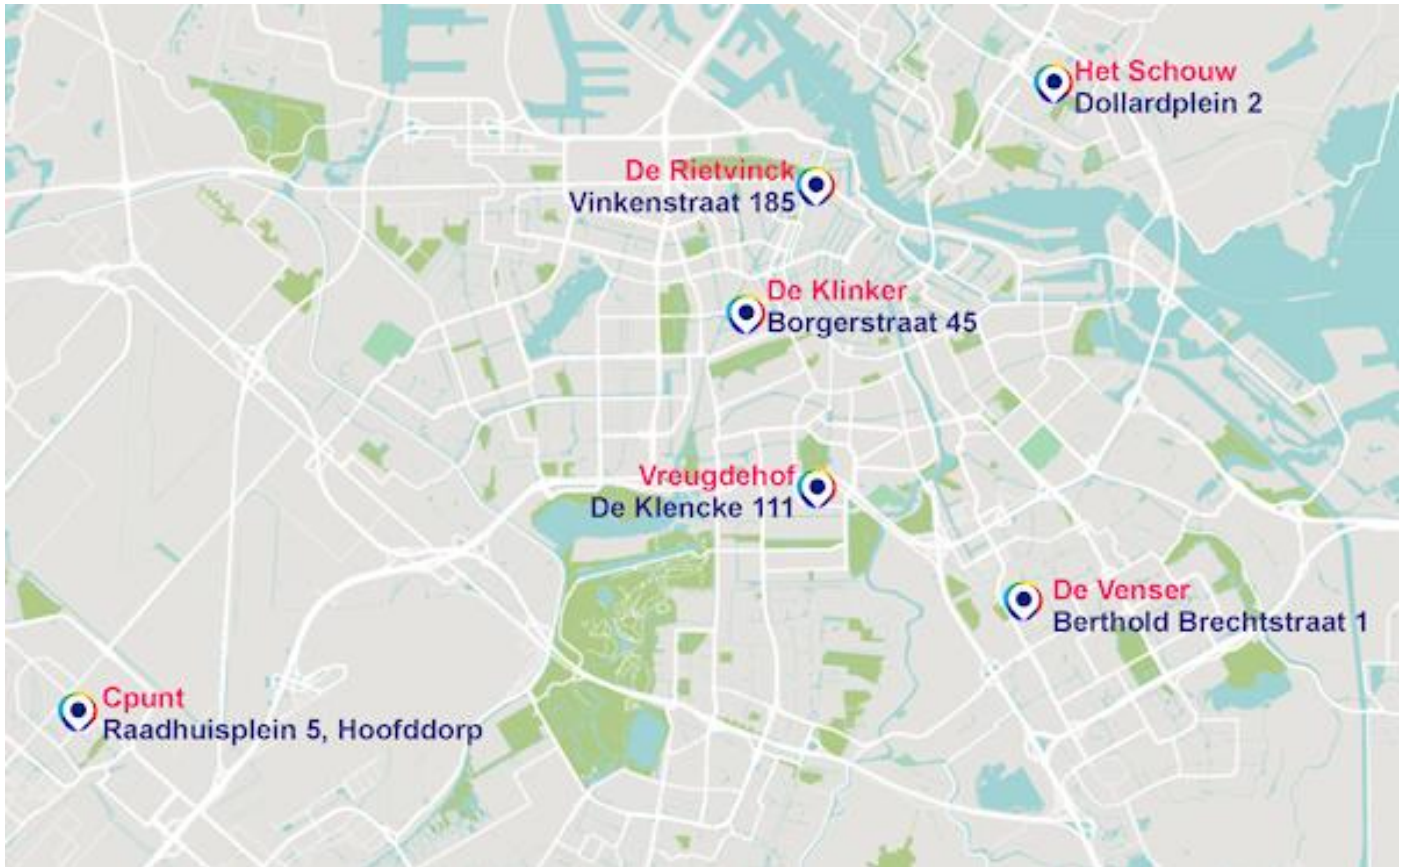 Het Schouw
Dollardplein 2
De Rietvinck
Vinkenstraat 185
De Klinker
Borgerstraat 45
Vreugdehof
De Klencke 111
De Venser
Berthold Brechtstraat 1
Cpunt
Raadhuisplein 5, Hoofddorp